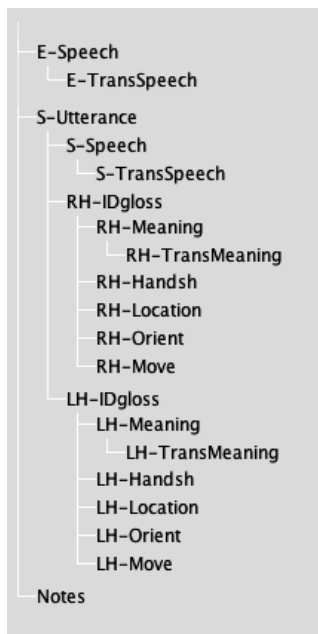 E-Speech
E-TransSpeech
S-Utterance
S-Speech
S-TransSpeech
RH-IDgloss
RH-Meaning
RH-TransMeaning
RH-Handsh
RH-Location
RH-Orient
RH-Move
LH-IDgloss
LH-Meaning
LH-TransMeaning
LH-Handsh
LH-Location
LH-Orient
LH-Move
Notes